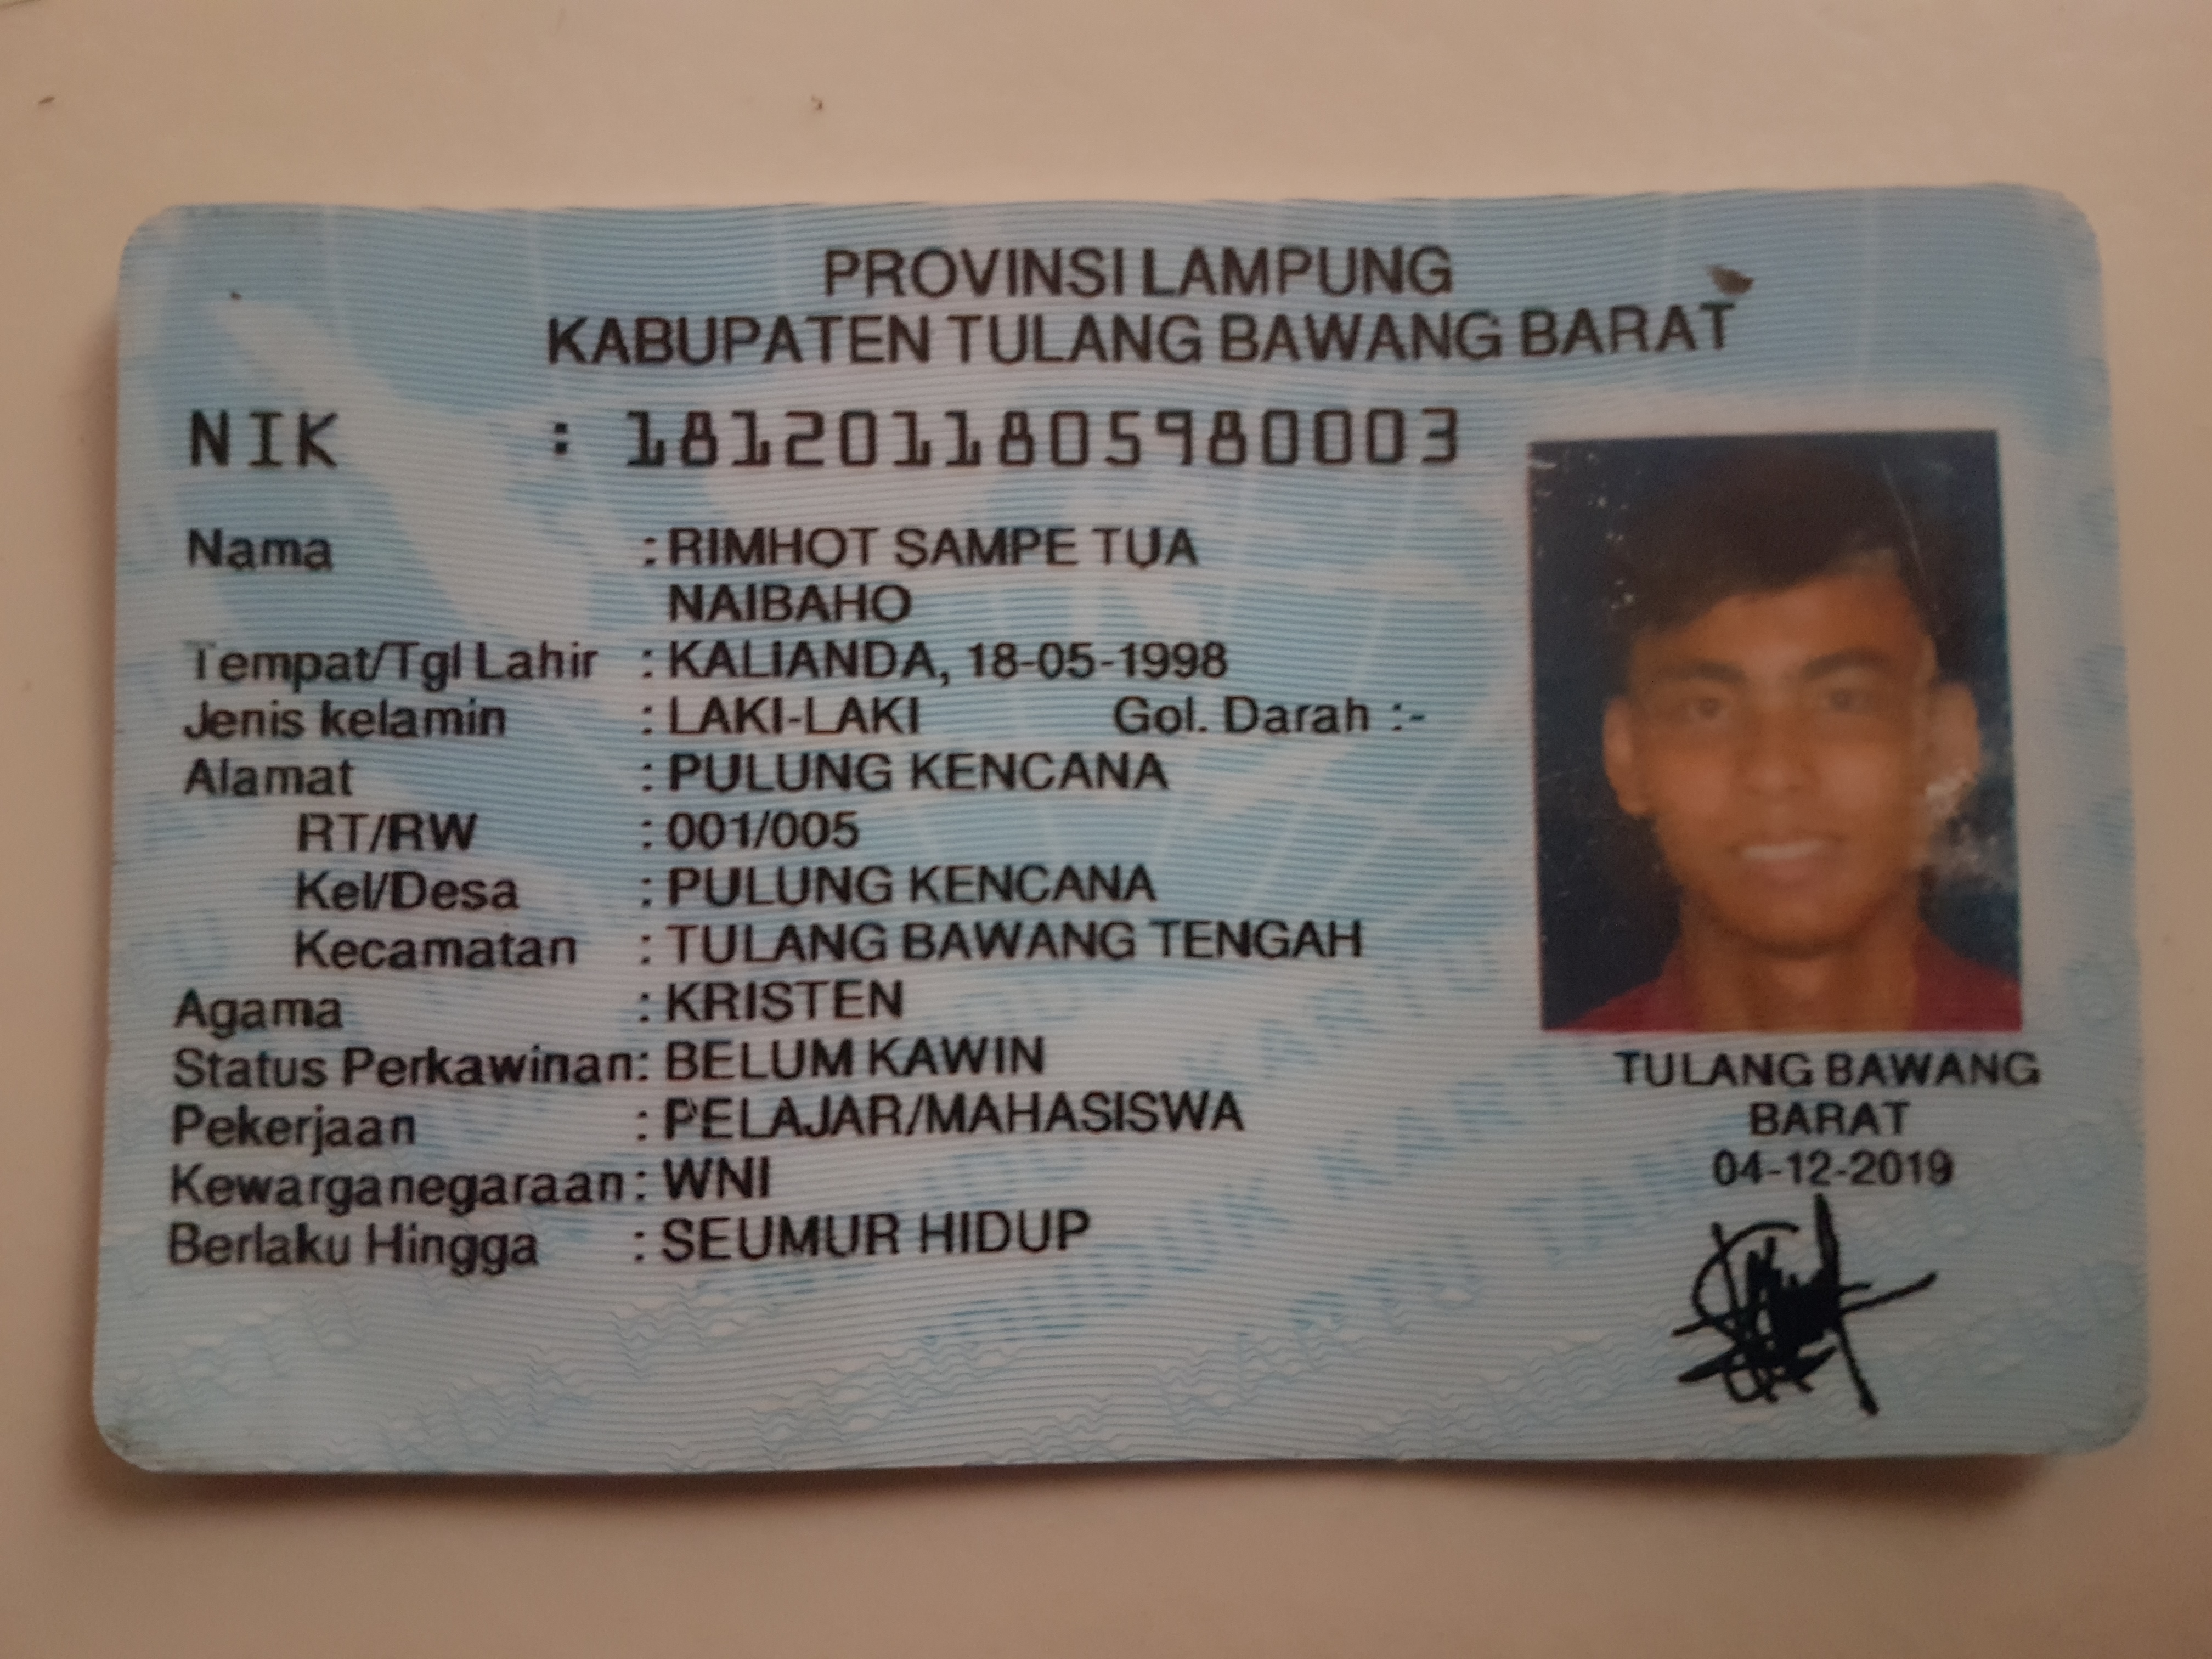 PROVINSI LAMPUNG
KABUPATEN TULANG BAWANG BARAT
NIK : 1812011805980003
Nama : RIMHOT SAMPE TUA
NAIBAHO
Tempat/Tgl Lahir : KALIANDA, 18-05-1998
Jenis kelamin : LAKI-LAKI Gol. Darah :-
Alamat : PULUNG KENCANA
RT/RW : 001/005
Kel/Desa : PULUNG KENCANA
Kecamatan : TULANG BAWANG TENGAH
Agama : KRISTEN
Status Perkawinan: BELUM KAWIN
Pekerjaan : PELAJAR/MAHASISWA
Kewarganegaraan: WNI
Berlaku Hingga : SEUMUR HIDUP
TULANG BAWANG
BARAT
04-12-2019